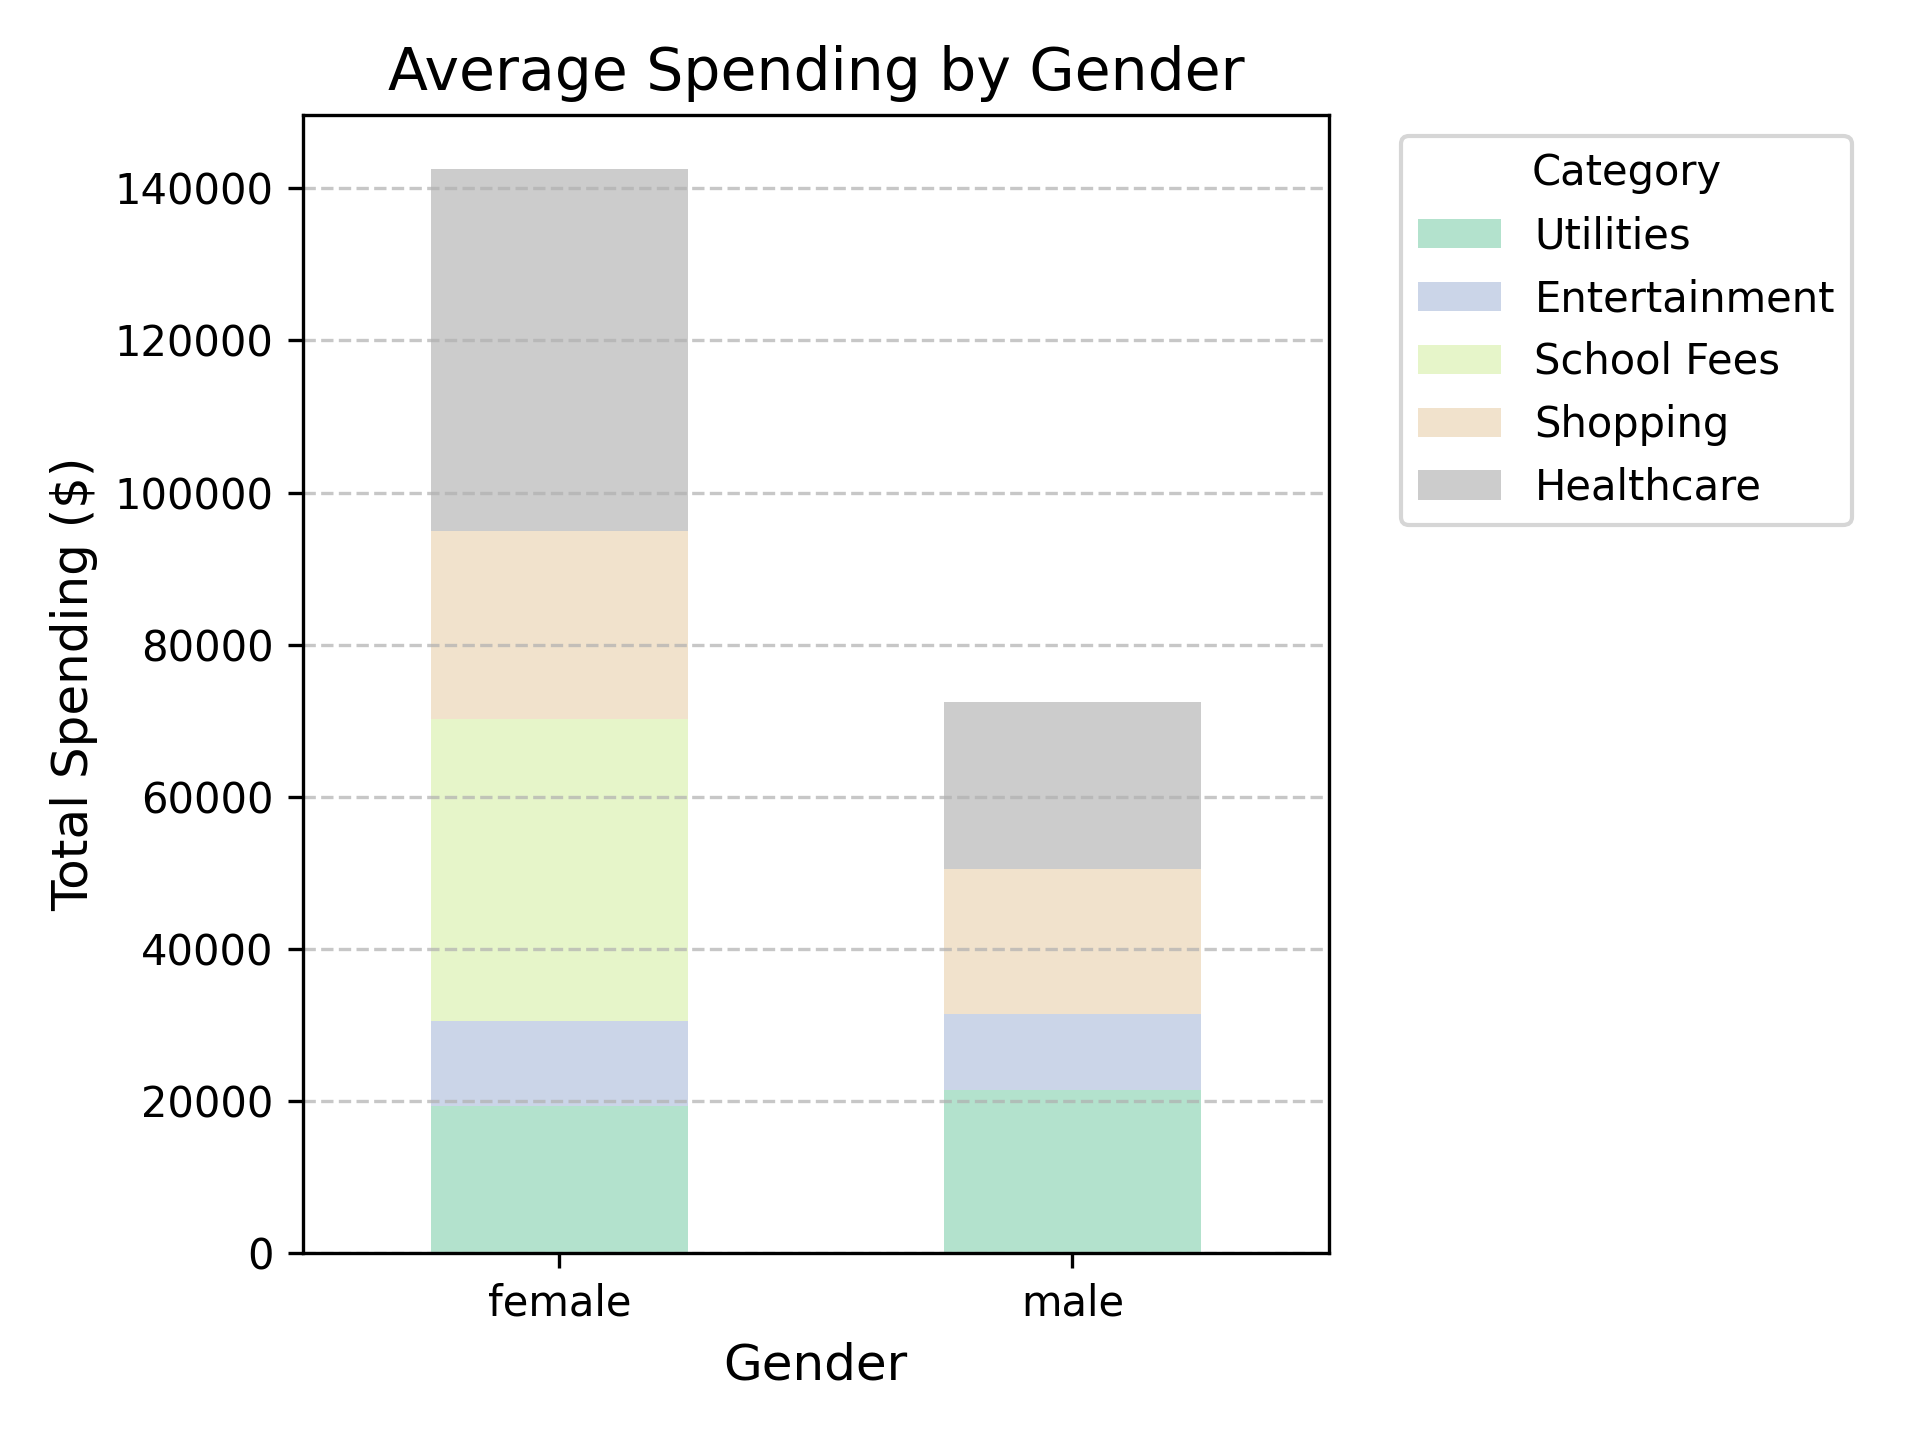 Average Spending by Gender
Total Spending ($)
140000
120000
100000
80000
60000
40000
20000
0
female
male
Gender
Category
Utilities
Entertainment
School Fees
Shopping
Healthcare